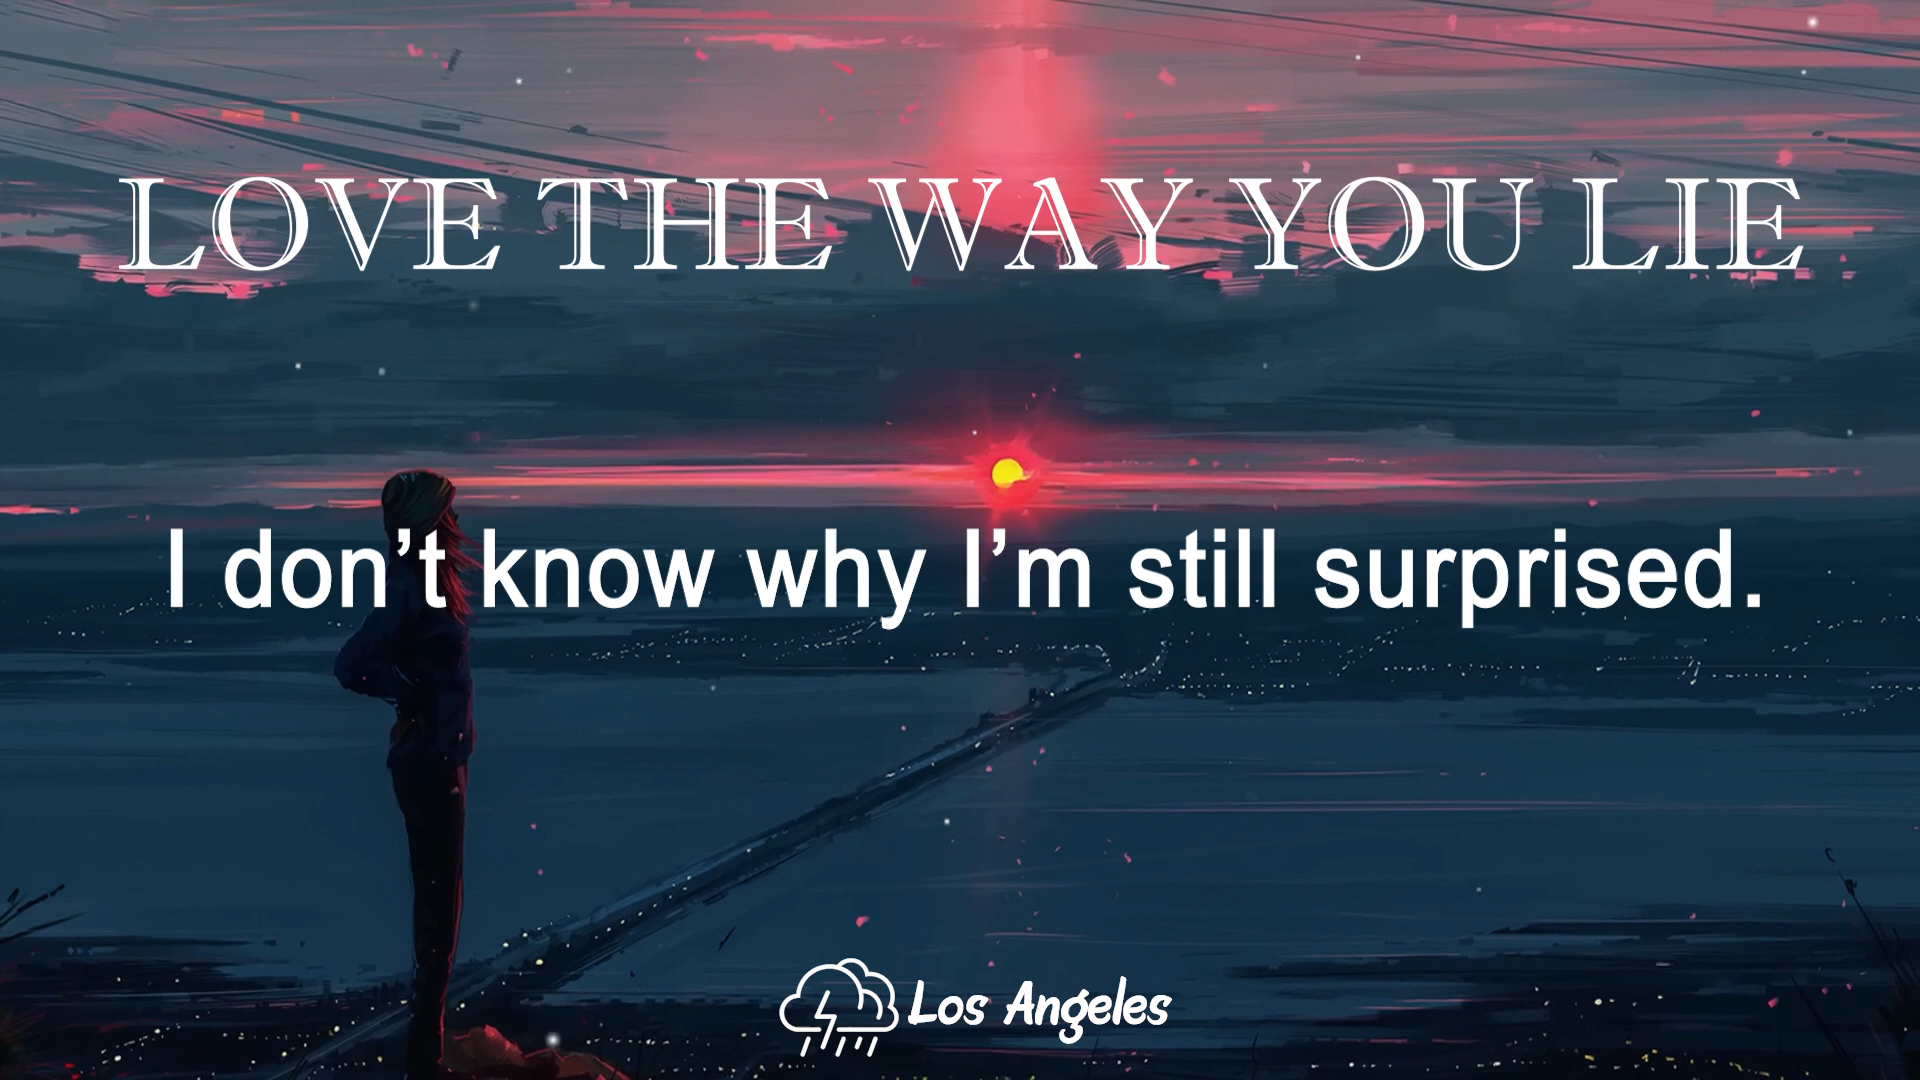 LOVE THE WAY YOU LIE
I don’t know why I’m still surprised.
Los Angeles